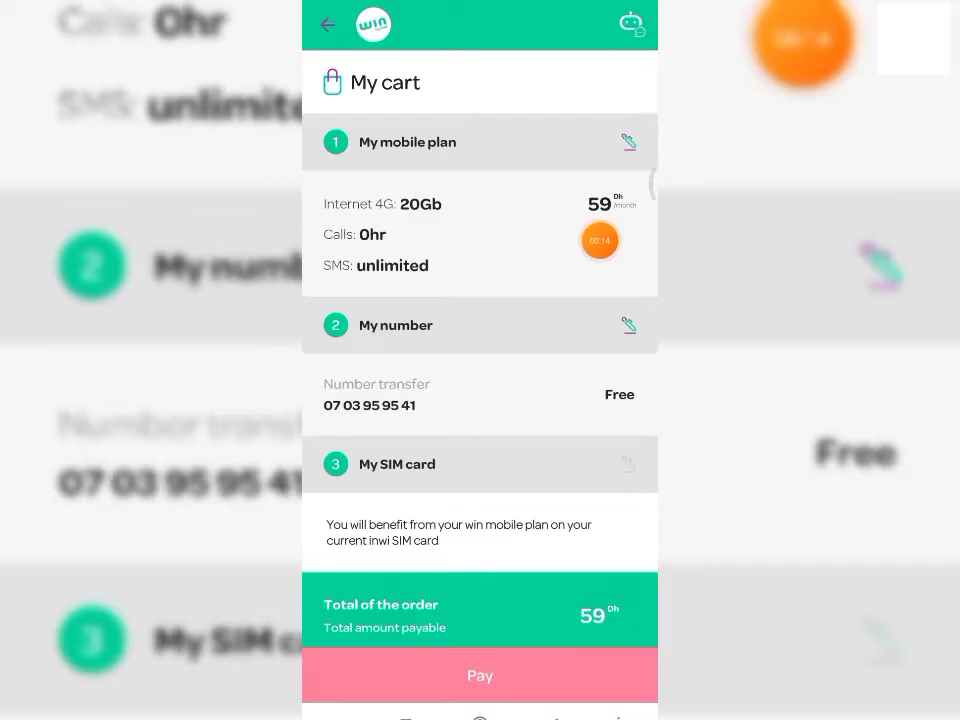 win
My cart
1 My mobile plan
Internet 4G: 20Gb 59 Dh /month
Calls: 0hr 00:14
SMS: unlimited
2 My number
Number transfer
07 03 95 95 41 Free
3 My SIM card
You will benefit from your win mobile plan on your
current inwi SIM card
Total of the order
59 Dh
Total amount payable
Pay
Calls: 0hr
SMS: unlimite
2 My numb
Number trans
07 03 95 95 41 Free
3 My SIM ca